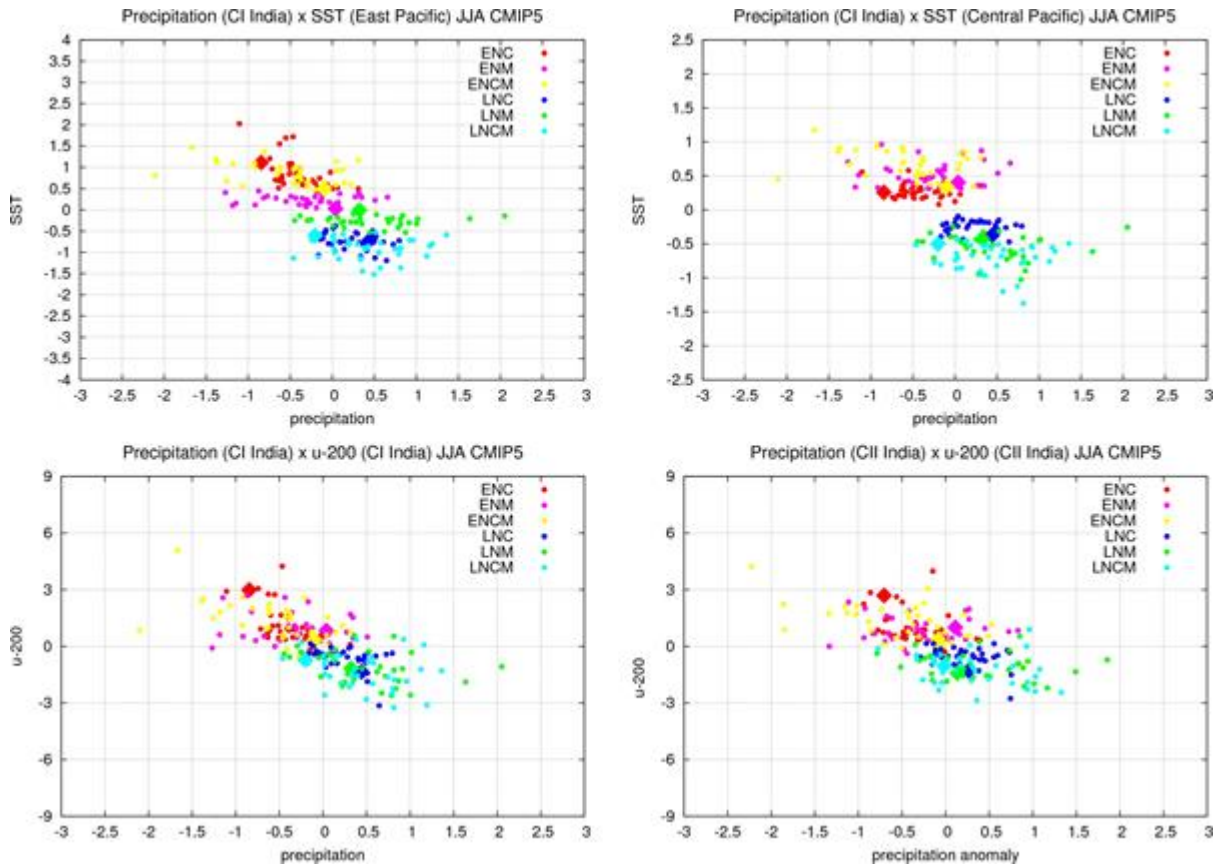 Precipitation (CI India) x SST (East Pacific) JJA CMIP5
4
3.5
3
2.5
2
1.5
1
0.5
0
-0.5
-1
-1.5
-2
-2.5
-3
-3.5
-4
SST
ENC
ENM
ENCM
LNC
LNM
LNCM
-3 -2.5 -2 -1.5 -1 -0.5 0 0.5 1 1.5 2 2.5 3
precipitation
Precipitation (CI India) x SST (Central Pacific) JJA CMIP5
2.5
2
1.5
1
0.5
0
-0.5
-1
-1.5
-2
-2.5
SST
ENC
ENM
ENCM
LNC
LNM
LNCM
-3 -2.5 -2 -1.5 -1 -0.5 0 0.5 1 1.5 2 2.5 3
precipitation
Precipitation (CI India) x u-200 (CI India) JJA CMIP5
9
6
3
0
-3
-6
-9
u-200
ENC
ENM
ENCM
LNC
LNM
LNCM
-3 -2.5 -2 -1.5 -1 -0.5 0 0.5 1 1.5 2 2.5 3
precipitation
Precipitation (CII India) x u-200 (CII India) JJA CMIP5
9
6
3
0
-3
-6
-9
u-200
ENC
ENM
ENCM
LNC
LNM
LNCM
-3 -2.5 -2 -1.5 -1 -0.5 0 0.5 1 1.5 2 2.5 3
precipitation anomaly